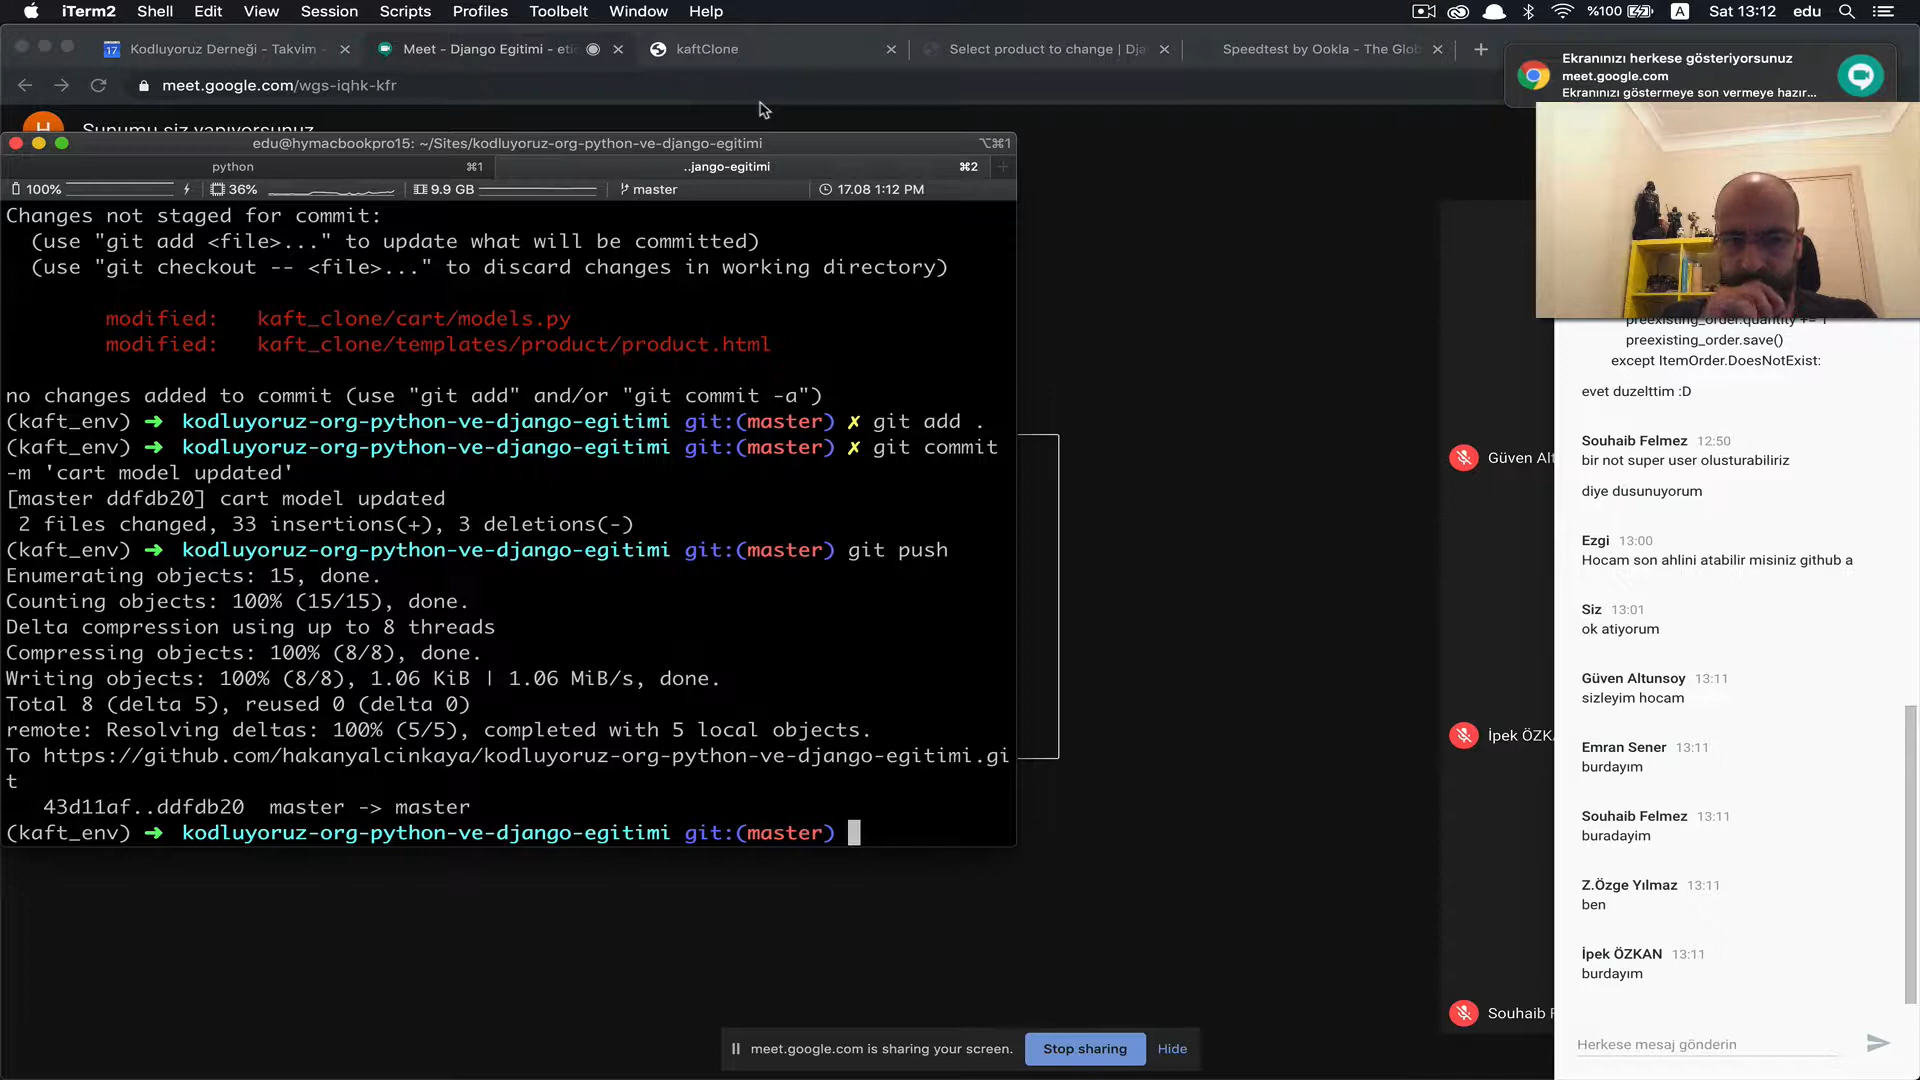 iTerm2 Shell Edit View Session Scripts Profiles Toolbelt Window Help %100 A Sat 13:12 edu
17 Kodluyoruz Derneği - Takvim Meet - Django Egitimi - eti kaftClone Select product to change | Dja Speedtest by Ookla - The Glob
meet.google.com/wgs-iqhk-kfr
Ekranınızı herkese gösteriyorsunuz
meet.google.com
Ekranınızı göstermeye son vermeye hazır...
H Sunumu siz yapıyorsunuz
edu@hymacbookpro15: ~/Sites/kodluyoruz-org-python-ve-django-egitimi ⌥⌘1
python ⌘1 ..jango-egitimi ⌘2
100% 36% 9.9 GB master 17.08 1:12 PM
Changes not staged for commit:
(use "git add <file>..." to update what will be committed)
(use "git checkout -- <file>..." to discard changes in working directory)
modified: kaft_clone/cart/models.py
modified: kaft_clone/templates/product/product.html
no changes added to commit (use "git add" and/or "git commit -a")
(kaft_env) ➜ kodluyoruz-org-python-ve-django-egitimi git:(master) ✗ git add .
(kaft_env) ➜ kodluyoruz-org-python-ve-django-egitimi git:(master) ✗ git commit
-m 'cart model updated'
[master ddfdb20] cart model updated
2 files changed, 33 insertions(+), 3 deletions(-)
(kaft_env) ➜ kodluyoruz-org-python-ve-django-egitimi git:(master) git push
Enumerating objects: 15, done.
Counting objects: 100% (15/15), done.
Delta compression using up to 8 threads
Compressing objects: 100% (8/8), done.
Writing objects: 100% (8/8), 1.06 KiB | 1.06 MiB/s, done.
Total 8 (delta 5), reused 0 (delta 0)
remote: Resolving deltas: 100% (5/5), completed with 5 local objects.
To https://github.com/hakanyalcinkaya/kodluyoruz-org-python-ve-django-egitimi.gi
t
43d11af..ddfdb20 master -> master
(kaft_env) ➜ kodluyoruz-org-python-ve-django-egitimi git:(master)
Güven Alt
İpek ÖZK
Souhaib F
preexisting_order.quantity += 1
preexisting_order.save()
except ItemOrder.DoesNotExist:
evet duzelttim :D
Souhaib Felmez 12:50
bir not super user olusturabiliriz
diye dusunuyorum
Ezgi 13:00
Hocam son ahlini atabilir misiniz github a
Siz 13:01
ok atiyorum
Güven Altunsoy 13:11
sizleyim hocam
Emran Sener 13:11
burdayım
Souhaib Felmez 13:11
buradayim
Z.Özge Yılmaz 13:11
ben
İpek ÖZKAN 13:11
burdayım
Herkese mesaj gönderin
meet.google.com is sharing your screen. Stop sharing Hide